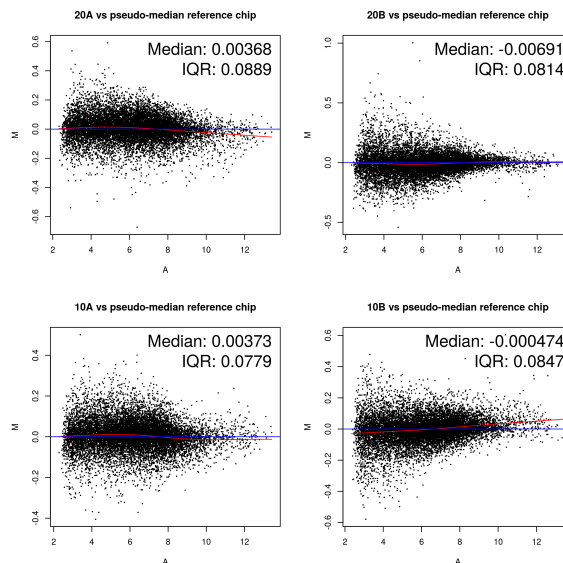 20A vs pseudo-median reference chip
Median: 0.00368
IQR: 0.0889
0.6
0.4
0.2
0.0
-0.2
-0.4
-0.6
M
2 4 6 8 10 12
A
20B vs pseudo-median reference chip
Median: -0.00691
IQR: 0.0814
1.0
0.5
0.0
-0.5
M
2 4 6 8 10 12
A
10A vs pseudo-median reference chip
Median: 0.00373
IQR: 0.0779
0.4
0.2
0.0
-0.2
-0.4
M
2 4 6 8 10 12
A
10B vs pseudo-median reference chip
Median: -0.000474
IQR: 0.0847
0.6
0.4
0.2
0.0
-0.2
-0.4
-0.6
M
2 4 6 8 10 12
A